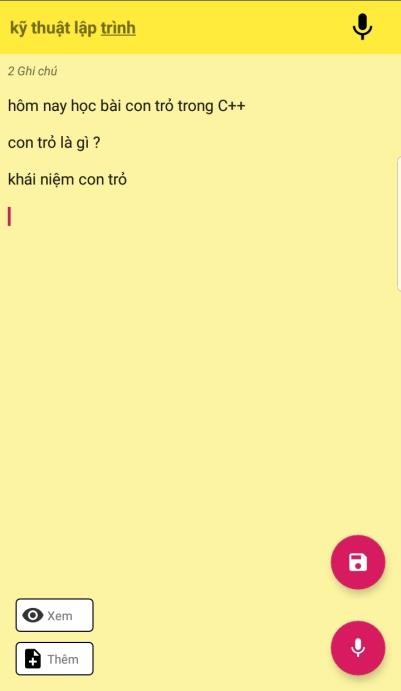 kỹ thuật lập trình
2 Ghi chú
hôm nay học bài con trỏ trong C++
con trỏ là gì ?
khái niệm con trỏ
Xem
Thêm